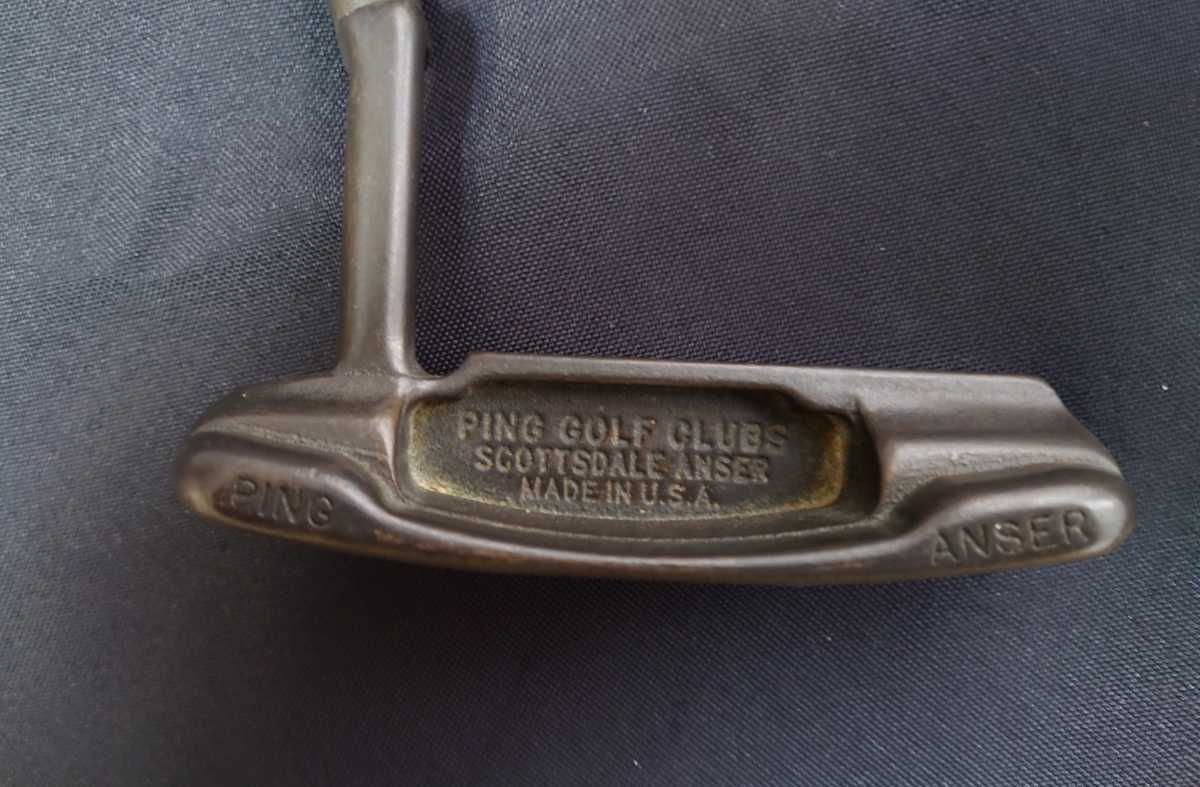 PING GOLF CLUBS
SCOTTSDALE ANSER
MADE IN U.S.A.
PING
ANSER